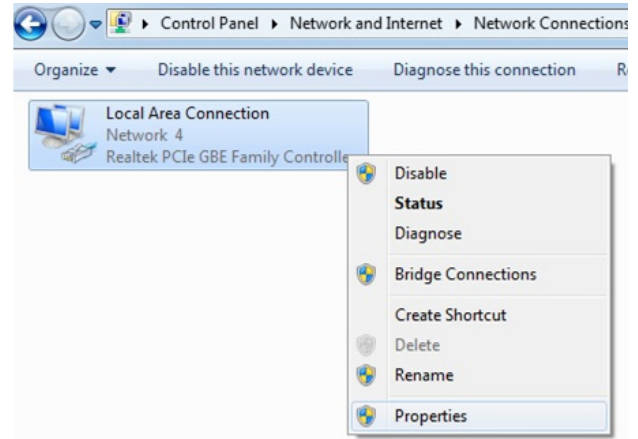 Control Panel ▸ Network and Internet ▸ Network Connections
Organize Disable this network device Diagnose this connection
Local Area Connection
Network 4
Realtek PCIe GBE Family Controlle
Disable
Status
Diagnose
Bridge Connections
Create Shortcut
Delete
Rename
Properties